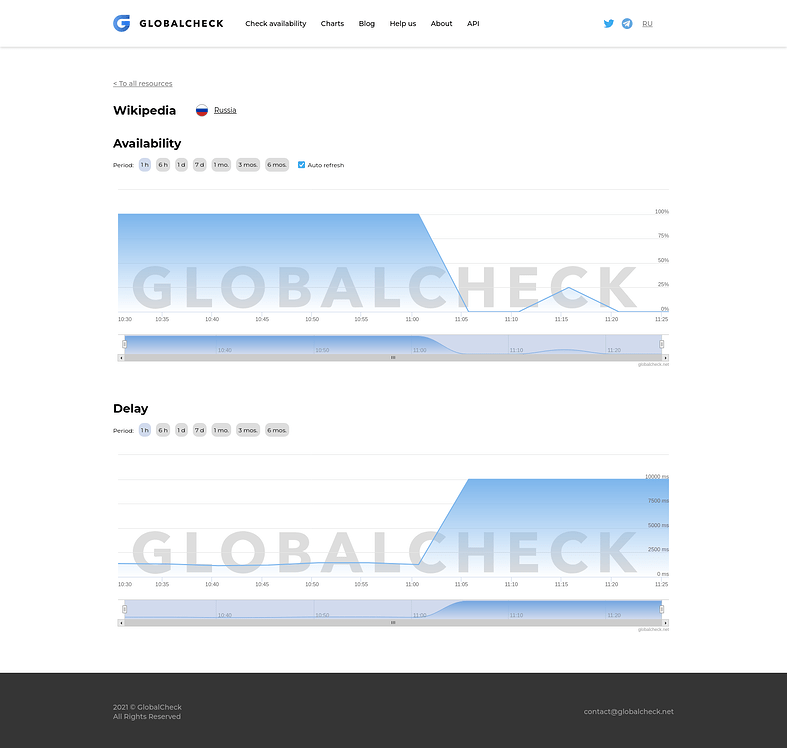 GLOBALCHECK
Check availability Charts Blog Help us About API
RU
< To all resources
Wikipedia Russia
Availability
Period: 1 h 6 h 1 d 7 d 1 mo. 3 mos. 6 mos. Auto refresh
100%
75%
50%
25%
0%
GLOBALCHECK
10:30 10:35 10:40 10:45 10:50 10:55 11:00 11:05 11:10 11:15 11:20 11:25
10:40 10:50 11:00 11:10 11:20
globalcheck.net
Delay
Period: 1 h 6 h 1 d 7 d 1 mo. 3 mos. 6 mos.
10000 ms
7500 ms
5000 ms
2500 ms
0 ms
GLOBALCHECK
10:30 10:35 10:40 10:45 10:50 10:55 11:00 11:05 11:10 11:15 11:20 11:25
10:40 10:50 11:00 11:10 11:20
globalcheck.net
2021 © GlobalCheck
All Rights Reserved
contact@globalcheck.net